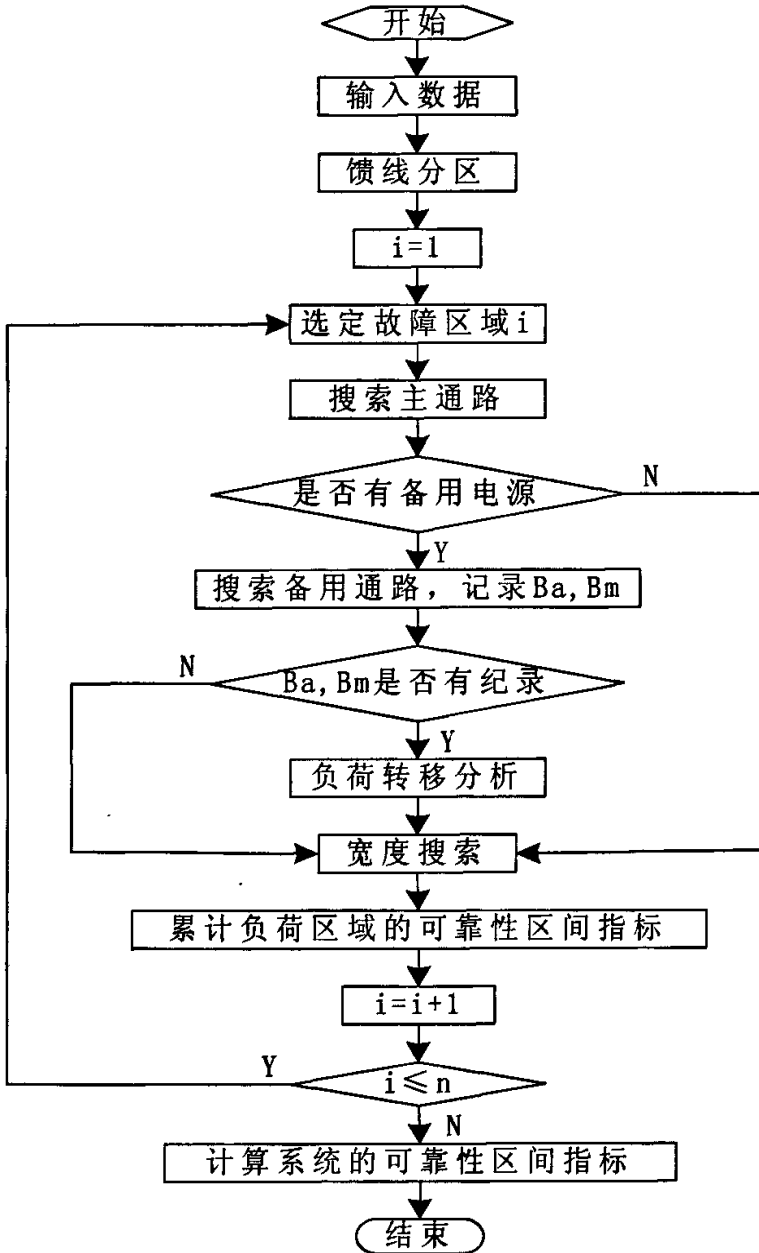 开始
输入数据
馈线分区
i=1
选定故障区域i
搜索主通路
是否有备用电源
N
Y
搜索备用通路，记录Ba,Bm
N
Ba,Bm是否有纪录
Y
负荷转移分析
宽度搜索
累计负荷区域的可靠性区间指标
i=i+1
Y
i≤n
N
计算系统的可靠性区间指标
结束